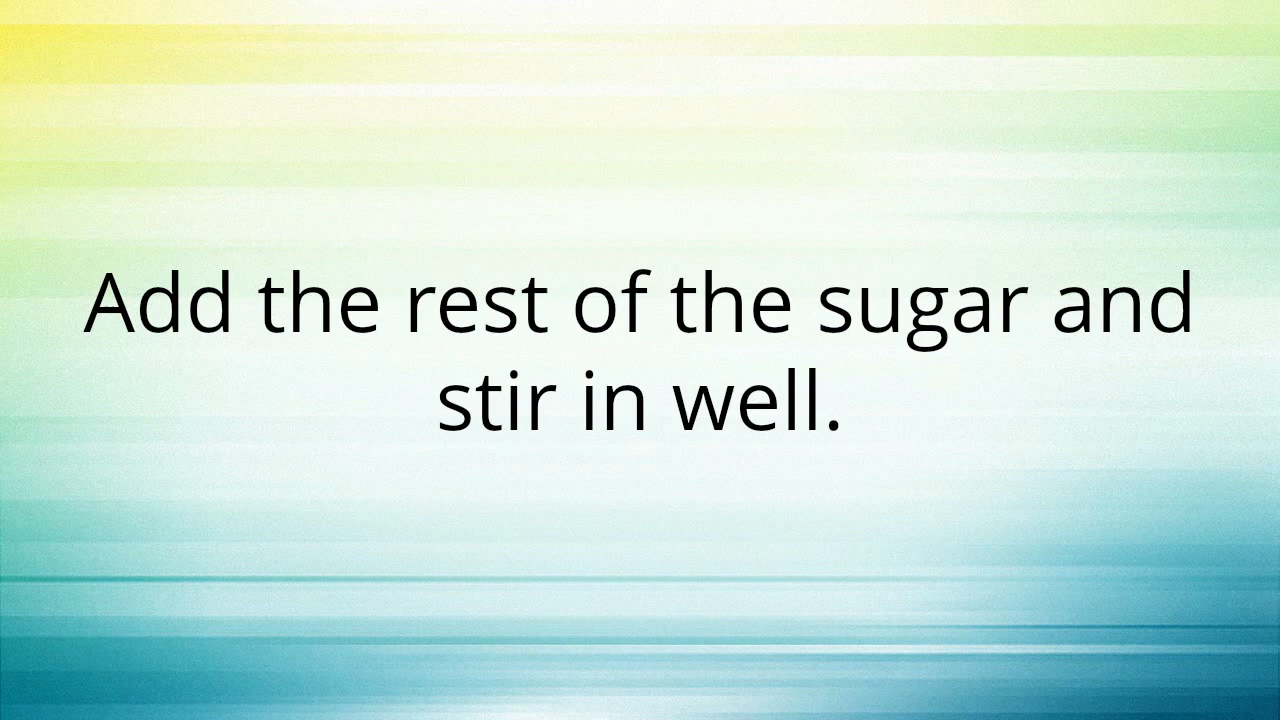 Add the rest of the sugar and
stir in well.